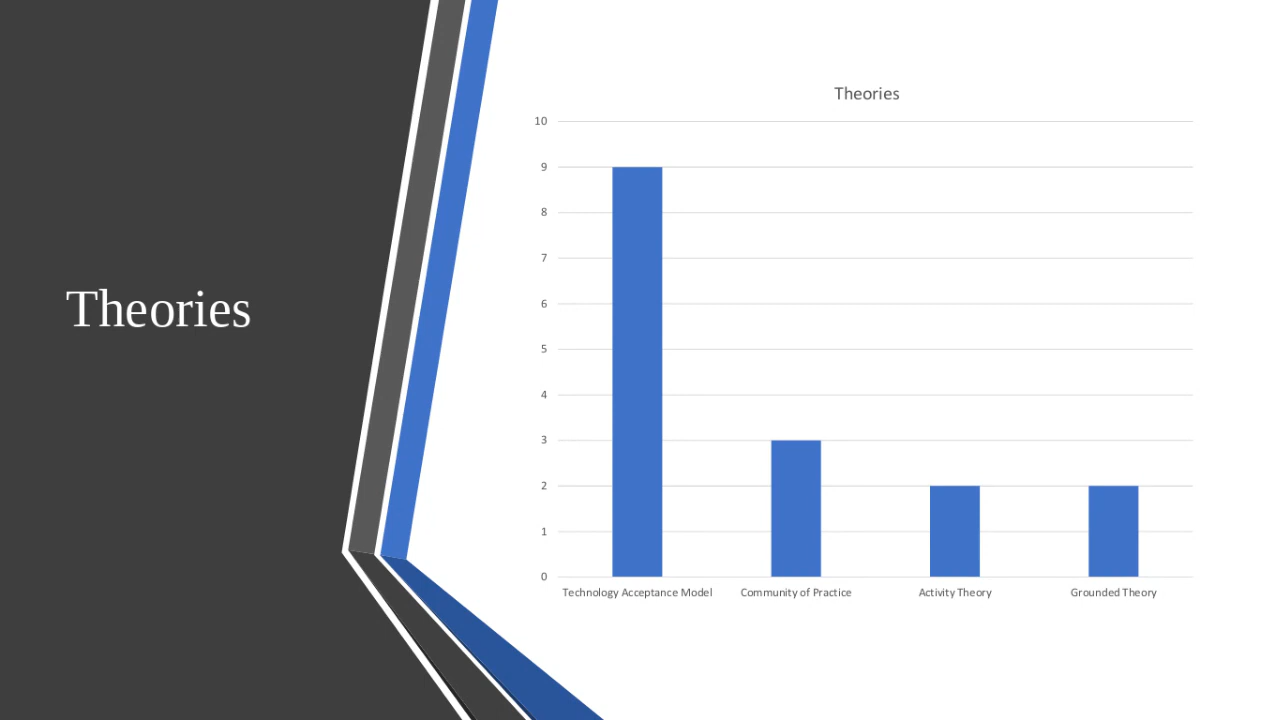 Theories
Theories
10
9
8
7
6
5
4
3
2
1
0
Technology Acceptance Model
Community of Practice
Activity Theory
Grounded Theory